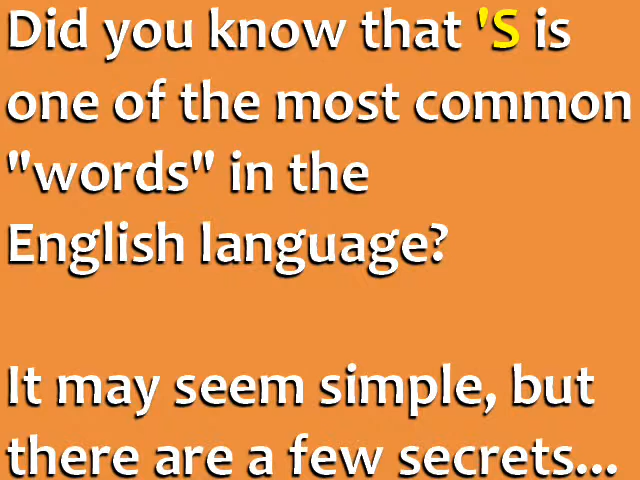 Did you know that 'S is
one of the most common
"words" in the
English language?
It may seem simple, but
there are a few secrets...